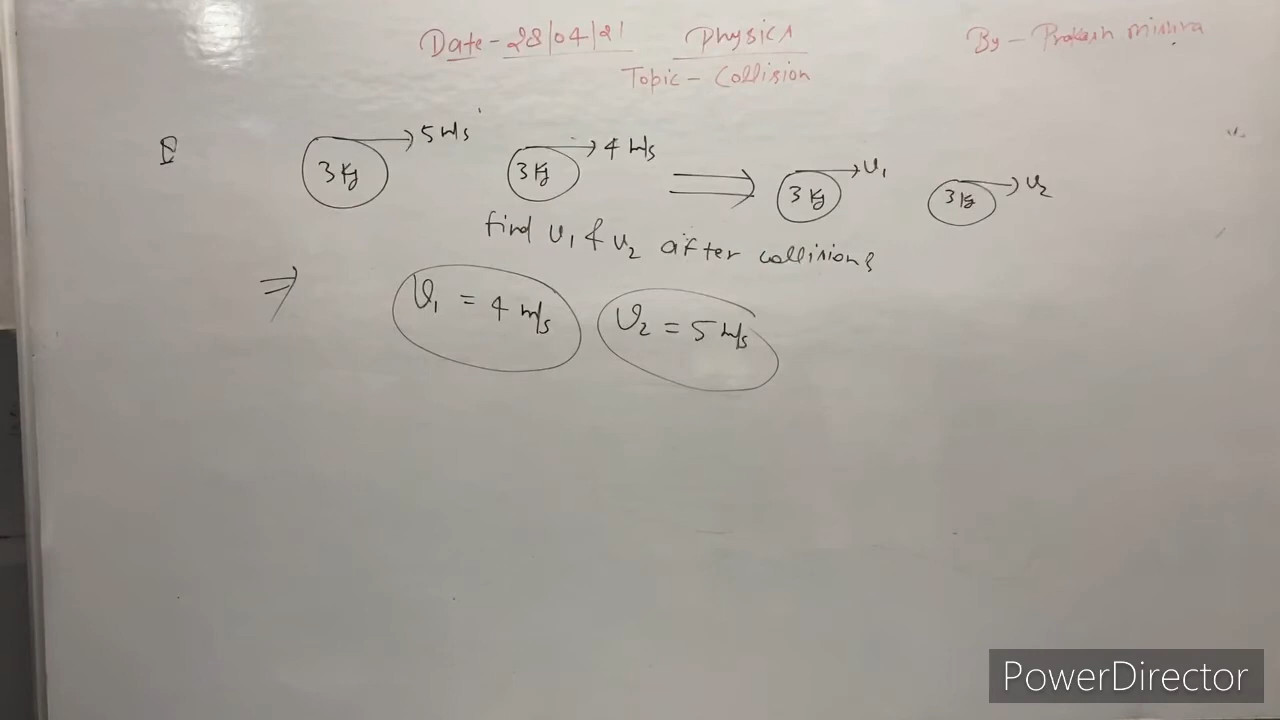 Date - 28/04/21 Physics By - Prakash mishra
Topic - Collision
3 kg → 5 m/s 3 kg → 4 m/s ⇒ 3 kg → v₁ 3 kg → v₂
find v₁ & v₂ after collisions
⇒ v₁ = 4 m/s v₂ = 5 m/s
PowerDirector